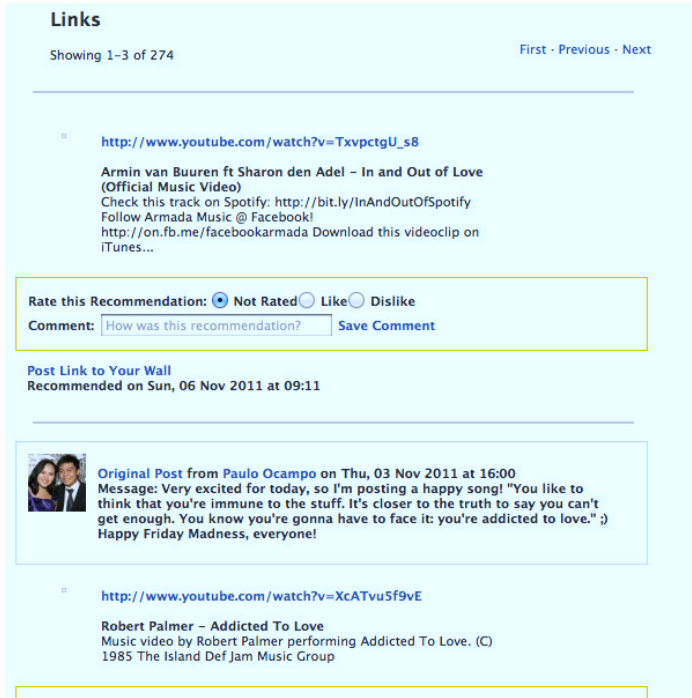 Links
Showing 1-3 of 274
First · Previous · Next
http://www.youtube.com/watch?v=TxvpctgU_s8
Armin van Buuren ft Sharon den Adel - In and Out of Love
(Official Music Video)
Check this track on Spotify: http://bit.ly/InAndOutOfSpotify
Follow Armada Music @ Facebook!
http://on.fb.me/facebookarmada Download this videoclip on
iTunes...
Rate this Recommendation: Not Rated Like Dislike
Comment: How was this recommendation? Save Comment
Post Link to Your Wall
Recommended on Sun, 06 Nov 2011 at 09:11
Original Post from Paulo Ocampo on Thu, 03 Nov 2011 at 16:00
Message: Very excited for today, so I'm posting a happy song! "You like to
think that you're immune to the stuff. It's closer to the truth to say you can't
get enough. You know you're gonna have to face it: you're addicted to love." ;)
Happy Friday Madness, everyone!
http://www.youtube.com/watch?v=XcATvu5f9vE
Robert Palmer - Addicted To Love
Music video by Robert Palmer performing Addicted To Love. (C)
1985 The Island Def Jam Music Group